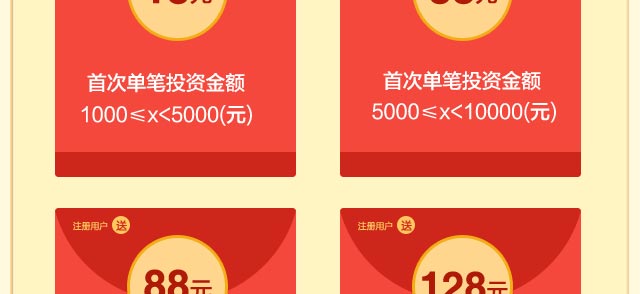 元
元
首次单笔投资金额
1000≤x<5000(元)
首次单笔投资金额
5000≤x<10000(元)
注册用户 送
88元
注册用户 送
128元